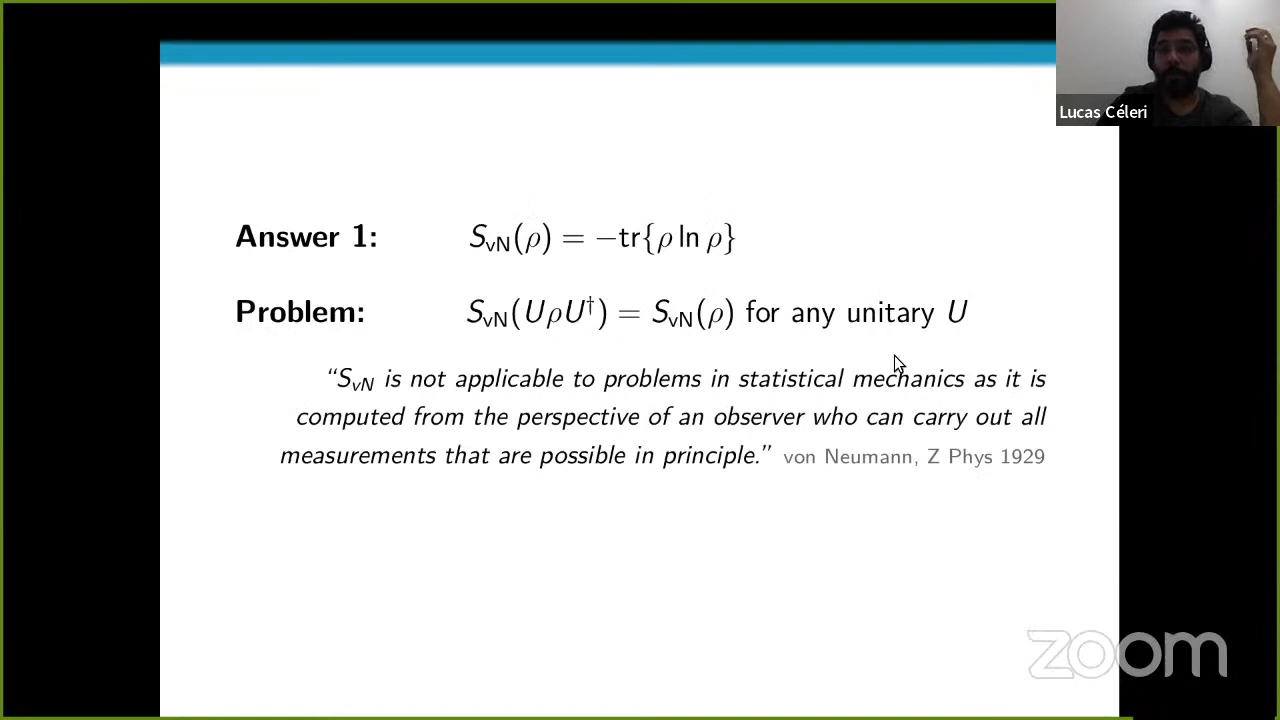 Lucas Céleri
Answer 1: S_vN(ρ) = −tr{ρ ln ρ}
Problem: S_vN(UρU†) = S_vN(ρ) for any unitary U
“S_vN is not applicable to problems in statistical mechanics as it is
computed from the perspective of an observer who can carry out all
measurements that are possible in principle.” von Neumann, Z Phys 1929
zoom